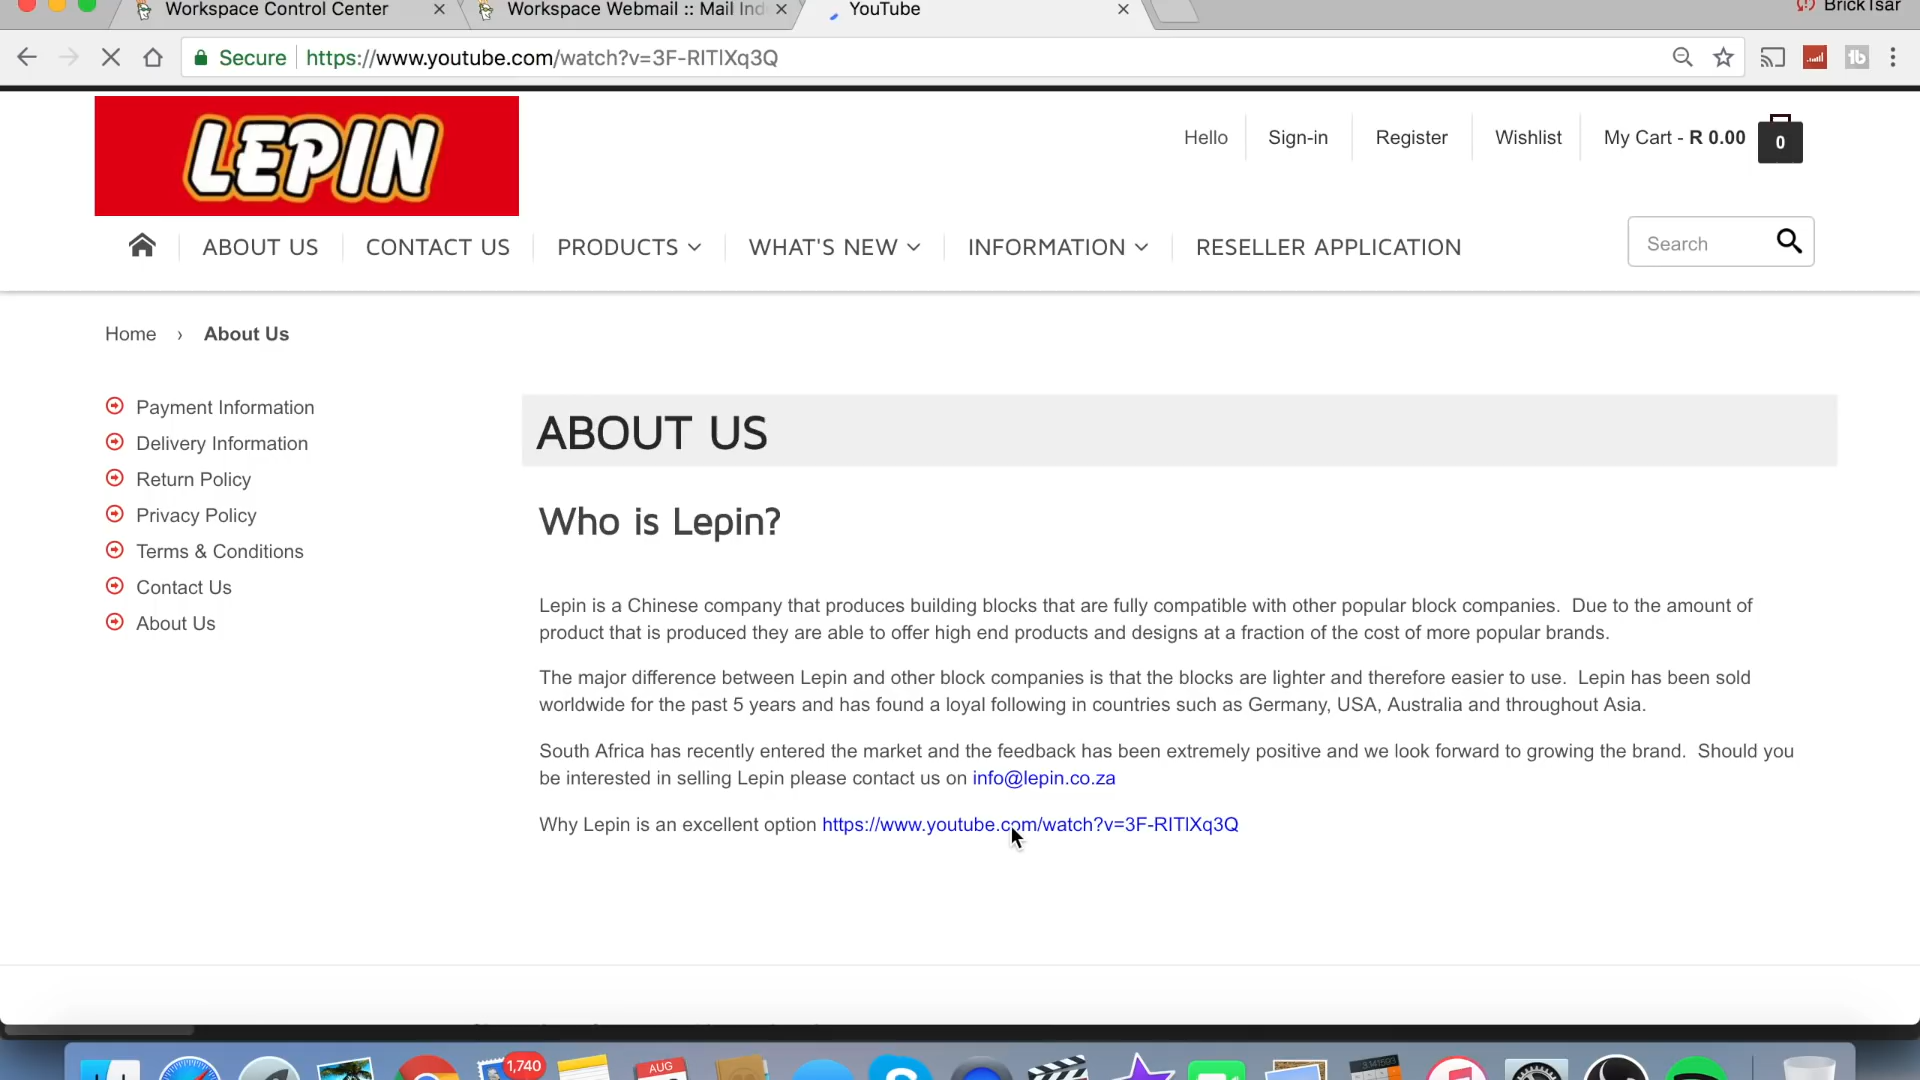 Workspace Control Center
Workspace Webmail :: Mail Ind
YouTube
BrickTsar
Secure
https://www.youtube.com/watch?v=3F-RITlXq3Q
LEPIN
Hello
Sign-in
Register
Wishlist
My Cart - R 0.00
0
ABOUT US
CONTACT US
PRODUCTS
WHAT'S NEW
INFORMATION
RESELLER APPLICATION
Search
Home › About Us
Payment Information
Delivery Information
Return Policy
Privacy Policy
Terms & Conditions
Contact Us
About Us
ABOUT US
Who is Lepin?
Lepin is a Chinese company that produces building blocks that are fully compatible with other popular block companies. Due to the amount of
product that is produced they are able to offer high end products and designs at a fraction of the cost of more popular brands.
The major difference between Lepin and other block companies is that the blocks are lighter and therefore easier to use. Lepin has been sold
worldwide for the past 5 years and has found a loyal following in countries such as Germany, USA, Australia and throughout Asia.
South Africa has recently entered the market and the feedback has been extremely positive and we look forward to growing the brand. Should you
be interested in selling Lepin please contact us on info@lepin.co.za
Why Lepin is an excellent option https://www.youtube.com/watch?v=3F-RITlXq3Q
1,740
AUG